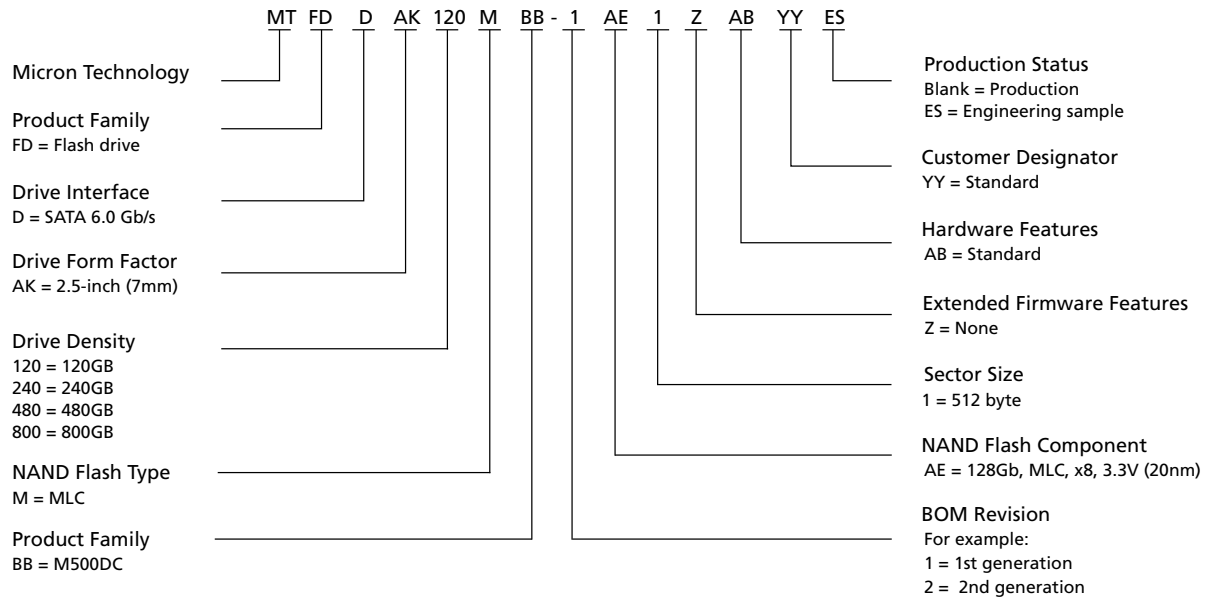 MT FD D AK 120 M BB - 1 AE 1 Z AB YY ES
Micron Technology
Product Family
FD = Flash drive
Drive Interface
D = SATA 6.0 Gb/s
Drive Form Factor
AK = 2.5-inch (7mm)
Drive Density
120 = 120GB
240 = 240GB
480 = 480GB
800 = 800GB
NAND Flash Type
M = MLC
Product Family
BB = M500DC
Production Status
Blank = Production
ES = Engineering sample
Customer Designator
YY = Standard
Hardware Features
AB = Standard
Extended Firmware Features
Z = None
Sector Size
1 = 512 byte
NAND Flash Component
AE = 128Gb, MLC, x8, 3.3V (20nm)
BOM Revision
For example:
1 = 1st generation
2 = 2nd generation